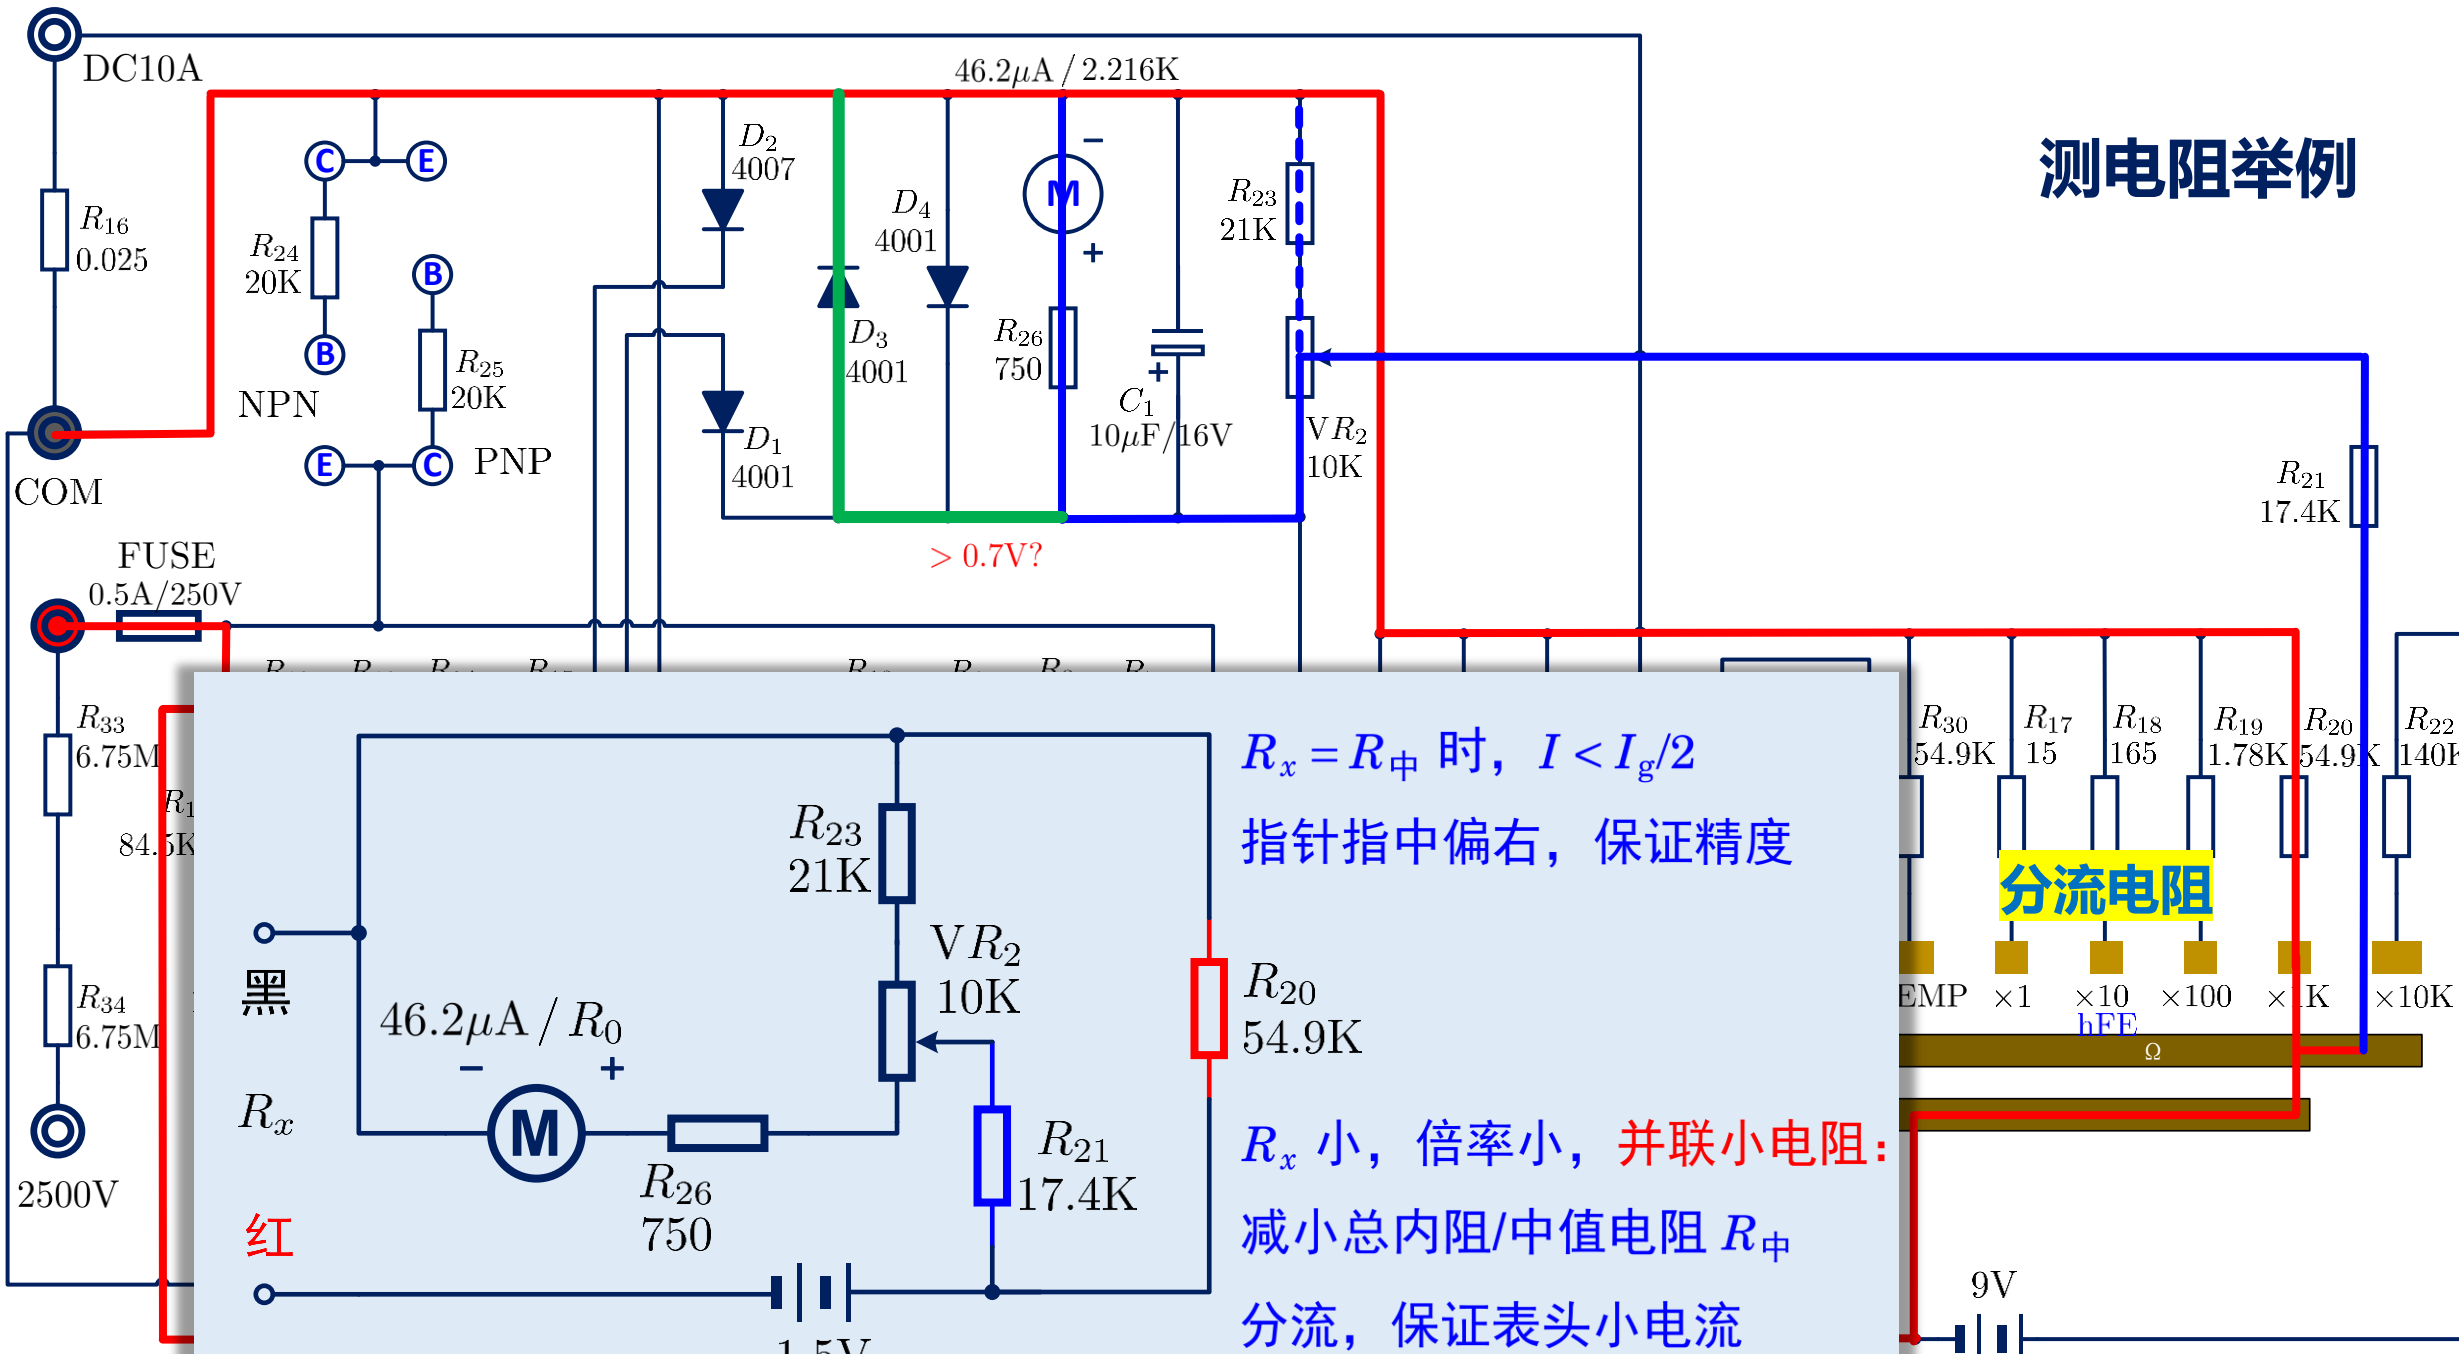 DC10A
46.2μA / 2.216K
测电阻举例
D2
4007
C
E
R16
0.025
R24
20K
D4
4001
M
−
+
R23
21K
B
D3
4001
R26
750
B
R25
20K
C1
10μF/16V
+
VR2
10K
NPN
D1
4001
E
C
PNP
COM
R21
17.4K
> 0.7V?
FUSE
0.5A/250V
R33
6.75M
84.5K
R34
6.75M
2500V
R30
54.9K
R17
15
R18
165
R19
1.78K
R20
54.9K
R22
分流电阻
×1
×10
×100
×1K
×10K
hFE
Ω
9V
R23
21K
VR2
10K
黑
46.2μA / R0
−
+
M
Rx
R26
750
R21
17.4K
R20
54.9K
红
Rx = R中 时，I < Ig/2
指针指中偏右，保证精度
Rx 小，倍率小，并联小电阻：
减小总内阻/中值电阻 R中
分流，保证表头小电流